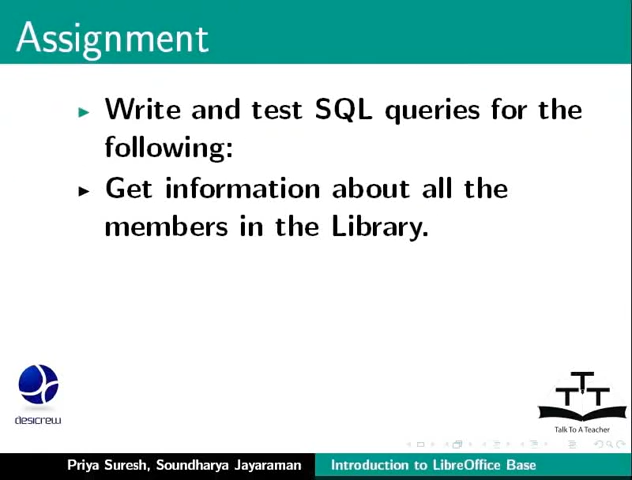 Assignment
Write and test SQL queries for the
following:
Get information about all the
members in the Library.
desicrew
T T T
Talk To A Teacher
Priya Suresh, Soundharya Jayaraman Introduction to LibreOffice Base